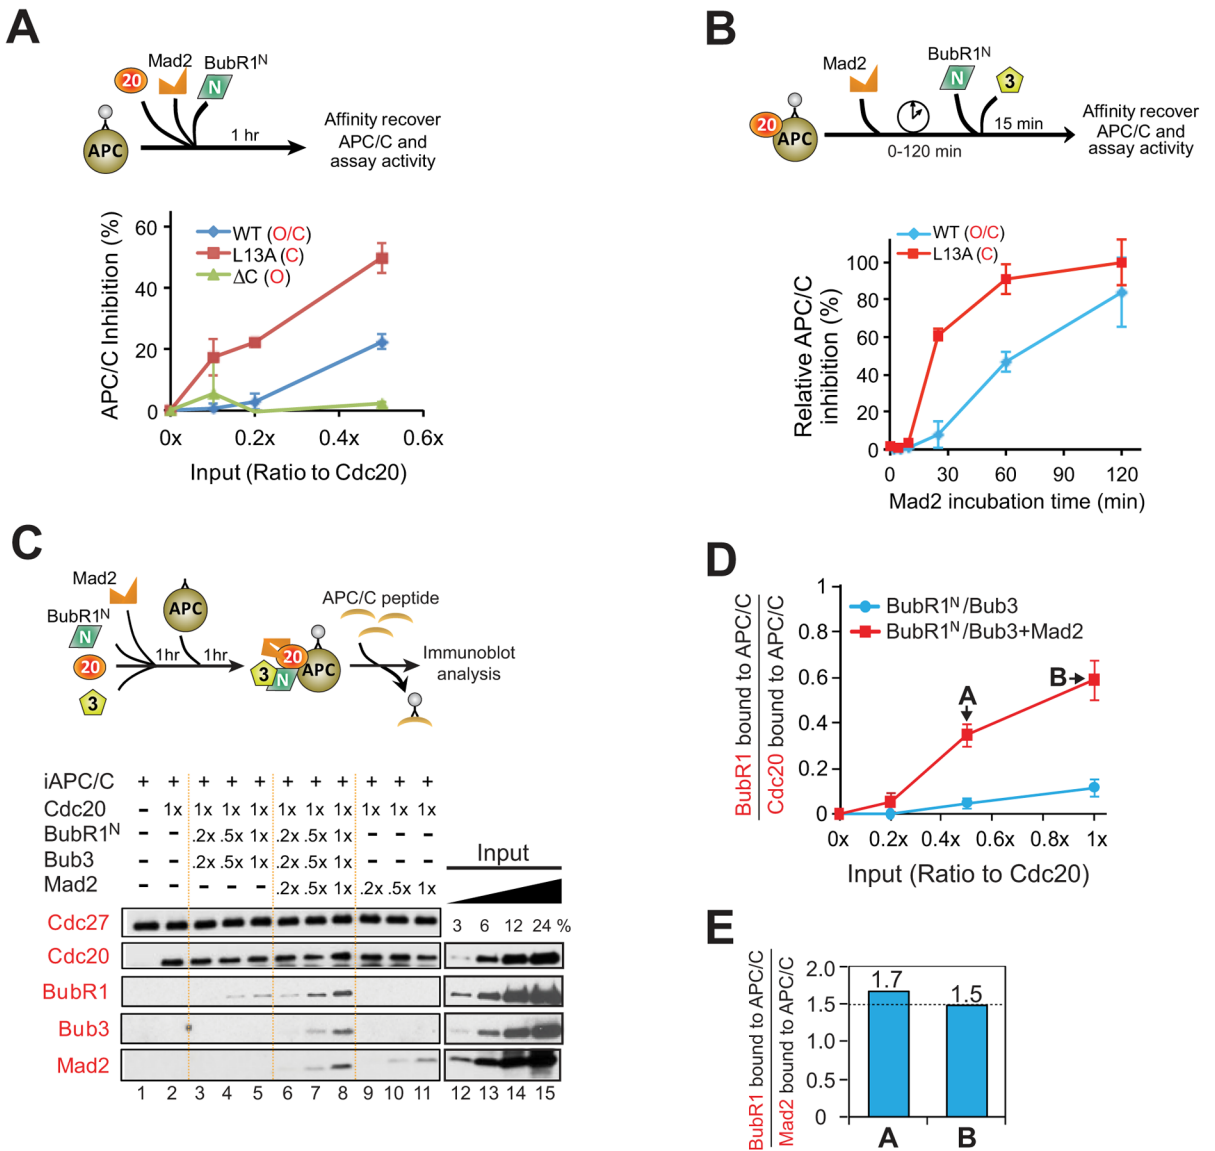 A
20
Mad2
BubR1N
N
APC
1 hr
Affinity recover
APC/C and
assay activity
APC/C Inhibition (%)
60
40
20
0
WT (O/C)
L13A (C)
ΔC (O)
0x
0.2x
0.4x
0.6x
Input (Ratio to Cdc20)
B
Mad2
BubR1N
N
3
20
APC
0-120 min
15 min
Affinity recover
APC/C and
assay activity
Relative APC/C
inhibition (%)
100
80
60
40
20
0
WT (O/C)
L13A (C)
0 30 60 90 120
Mad2 incubation time (min)
C
Mad2
BubR1N
N
20
3
APC
1hr
1hr
20
3
N
APC
APC/C peptide
Immunoblot
analysis
iAPC/C + + + + + + + + + + +
Cdc20 - 1x 1x 1x 1x 1x 1x 1x 1x 1x 1x
BubR1N - - .2x .5x 1x .2x .5x 1x - - -
Bub3 - - .2x .5x 1x .2x .5x 1x - - -
Mad2 - - - - - .2x .5x 1x .2x .5x 1x
Input
3 6 12 24 %
Cdc27
Cdc20
BubR1
Bub3
Mad2
1 2 3 4 5 6 7 8 9 10 11 12 13 14 15
D
BubR1 bound to APC/C
Cdc20 bound to APC/C
1
0.8
0.6
0.4
0.2
0
BubR1N/Bub3
BubR1N/Bub3+Mad2
A
B
0x 0.2x 0.4x 0.6x 0.8x 1x
Input (Ratio to Cdc20)
E
BubR1 bound to APC/C
Mad2 bound to APC/C
2.0
1.5
1.0
0.5
0
1.7
1.5
A
B